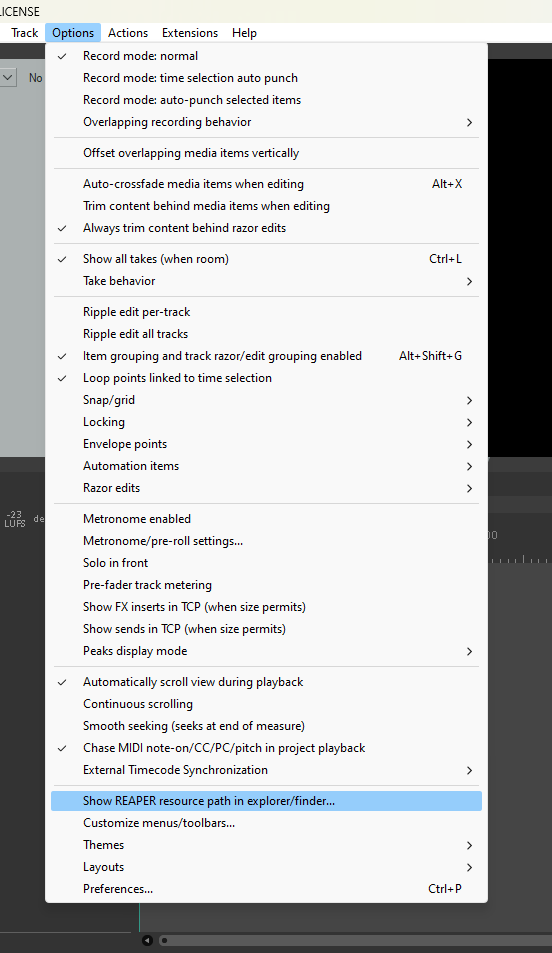 LICENSE
Track Options Actions Extensions Help
No
Record mode: normal
Record mode: time selection auto punch
Record mode: auto-punch selected items
Overlapping recording behavior
Offset overlapping media items vertically
Auto-crossfade media items when editing Alt+X
Trim content behind media items when editing
Always trim content behind razor edits
Show all takes (when room) Ctrl+L
Take behavior
Ripple edit per-track
Ripple edit all tracks
Item grouping and track razor/edit grouping enabled Alt+Shift+G
Loop points linked to time selection
Snap/grid
Locking
Envelope points
Automation items
Razor edits
-23
LUFS de
Metronome enabled
Metronome/pre-roll settings...
00
Solo in front
Pre-fader track metering
Show FX inserts in TCP (when size permits)
Show sends in TCP (when size permits)
Peaks display mode
Automatically scroll view during playback
Continuous scrolling
Smooth seeking (seeks at end of measure)
Chase MIDI note-on/CC/PC/pitch in project playback
External Timecode Synchronization
Show REAPER resource path in explorer/finder...
Customize menus/toolbars...
Themes
Layouts
Preferences... Ctrl+P